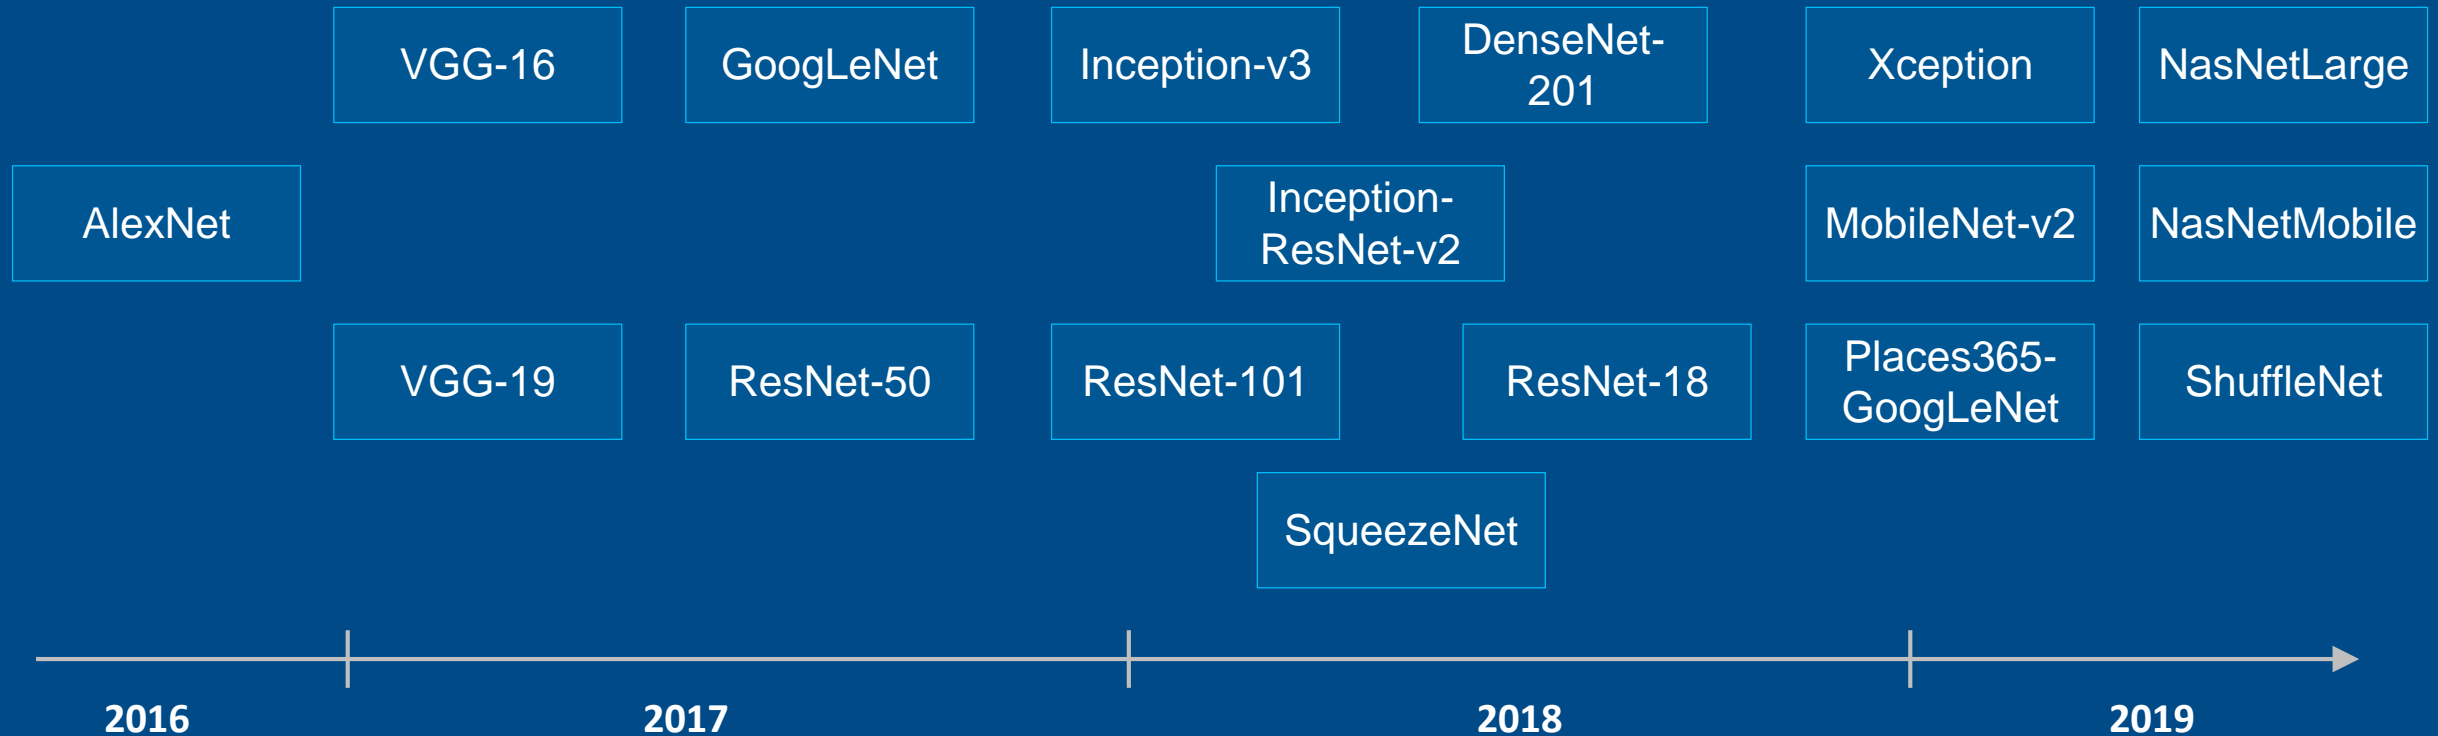 VGG-16
GoogLeNet
Inception-v3
DenseNet-
201
Xception
NasNetLarge
AlexNet
Inception-
ResNet-v2
MobileNet-v2
NasNetMobile
VGG-19
ResNet-50
ResNet-101
ResNet-18
Places365-
GoogLeNet
ShuffleNet
SqueezeNet
2016
2017
2018
2019